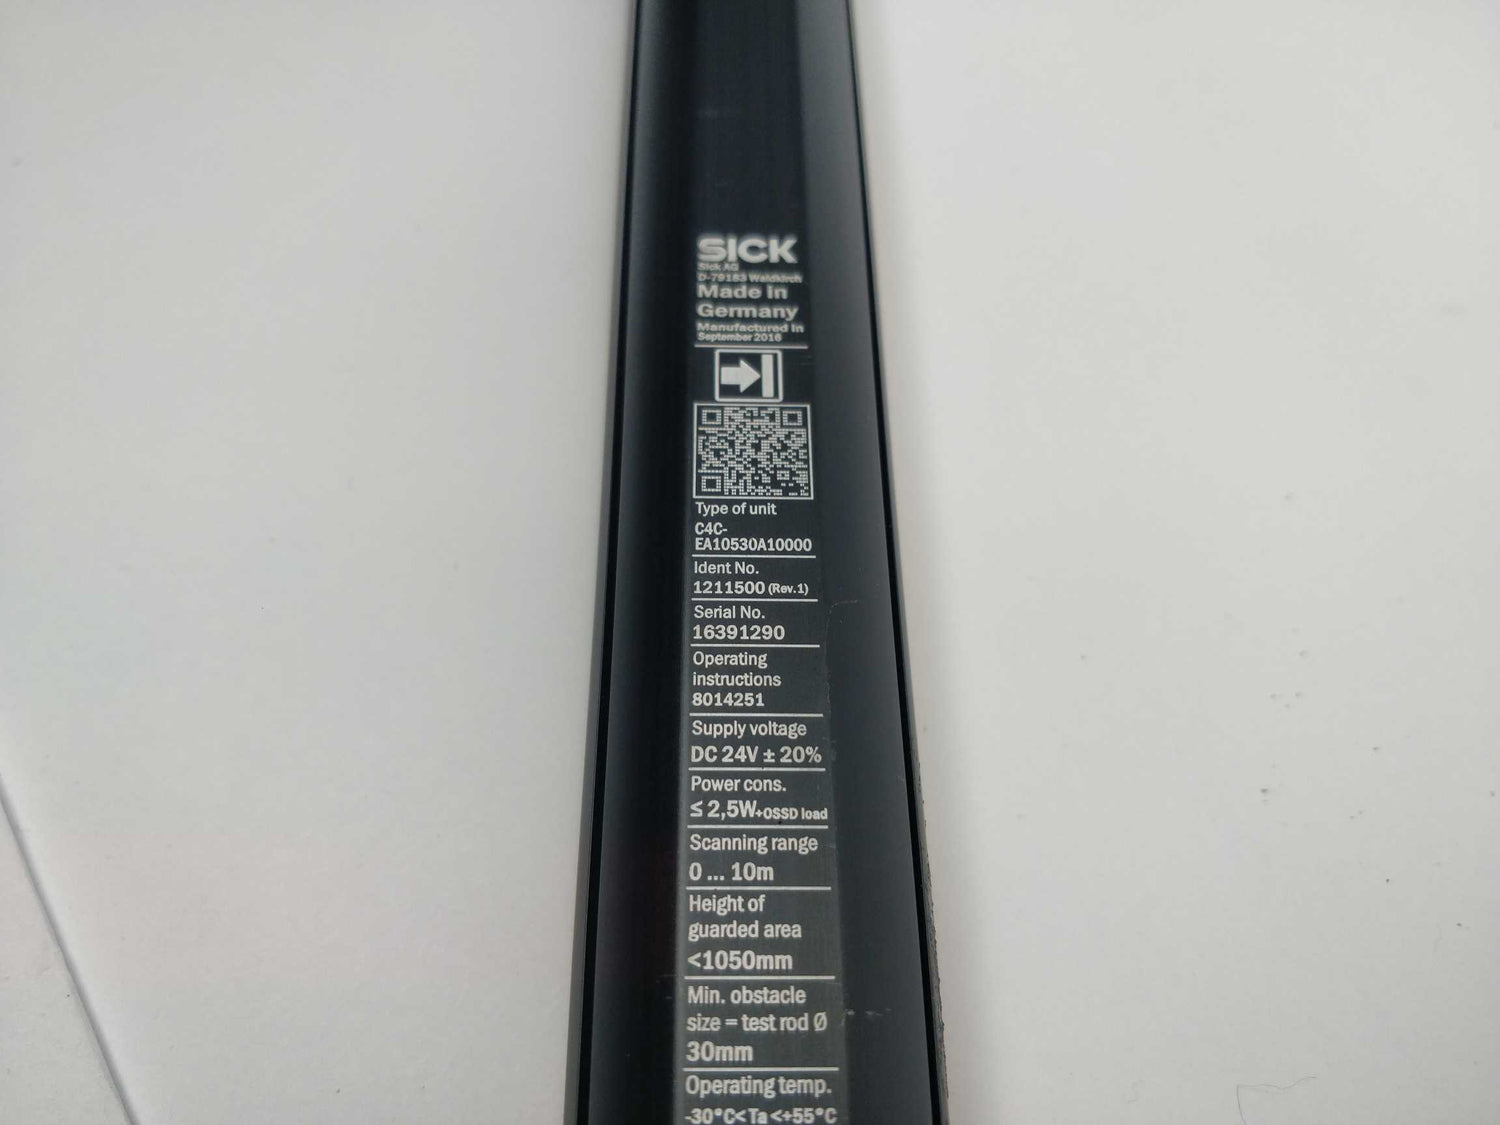 SICK
Sick AG
D-79183 Waldkirch
Made in
Germany
Manufactured in
September 2016
Type of unit
C4C-
EA10530A10000
Ident No.
1211500 (Rev.1)
Serial No.
16391290
Operating
instructions
8014251
Supply voltage
DC 24V ± 20%
Power cons.
≤ 2,5W+OSSD load
Scanning range
0 ... 10m
Height of
guarded area
<1050mm
Min. obstacle
size = test rod Ø
30mm
Operating temp.
-30°C< Ta <+55°C